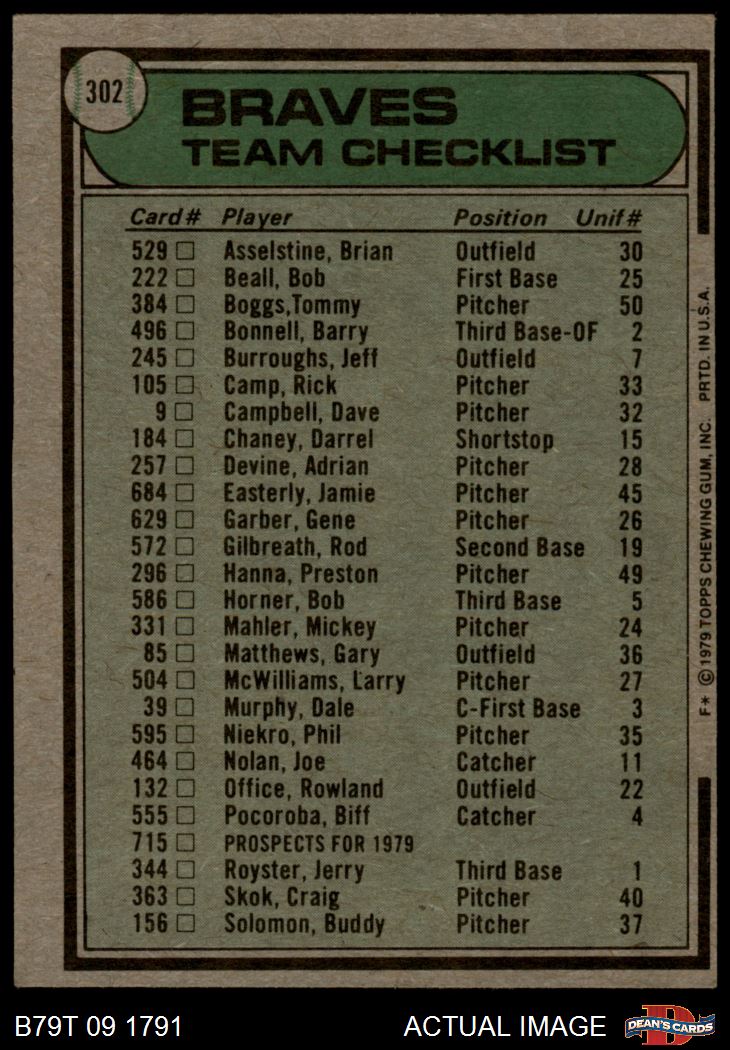 302
BRAVES
TEAM CHECKLIST
Card# Player Position Unif#
529 Asselstine, Brian Outfield 30
222 Beall, Bob First Base 25
384 Boggs,Tommy Pitcher 50
496 Bonnell, Barry Third Base-OF 2
245 Burroughs, Jeff Outfield 7
105 Camp, Rick Pitcher 33
9 Campbell, Dave Pitcher 32
184 Chaney, Darrel Shortstop 15
257 Devine, Adrian Pitcher 28
684 Easterly, Jamie Pitcher 45
629 Garber, Gene Pitcher 26
572 Gilbreath, Rod Second Base 19
296 Hanna, Preston Pitcher 49
586 Horner, Bob Third Base 5
331 Mahler, Mickey Pitcher 24
85 Matthews, Gary Outfield 36
504 McWilliams, Larry Pitcher 27
39 Murphy, Dale C-First Base 3
595 Niekro, Phil Pitcher 35
464 Nolan, Joe Catcher 11
132 Office, Rowland Outfield 22
555 Pocoroba, Biff Catcher 4
715 PROSPECTS FOR 1979
344 Royster, Jerry Third Base 1
363 Skok, Craig Pitcher 40
156 Solomon, Buddy Pitcher 37
F* © 1979 TOPPS CHEWING GUM, INC. PRTD. IN U.S.A.
B79T 09 1791 ACTUAL IMAGE DEAN'S CARDS